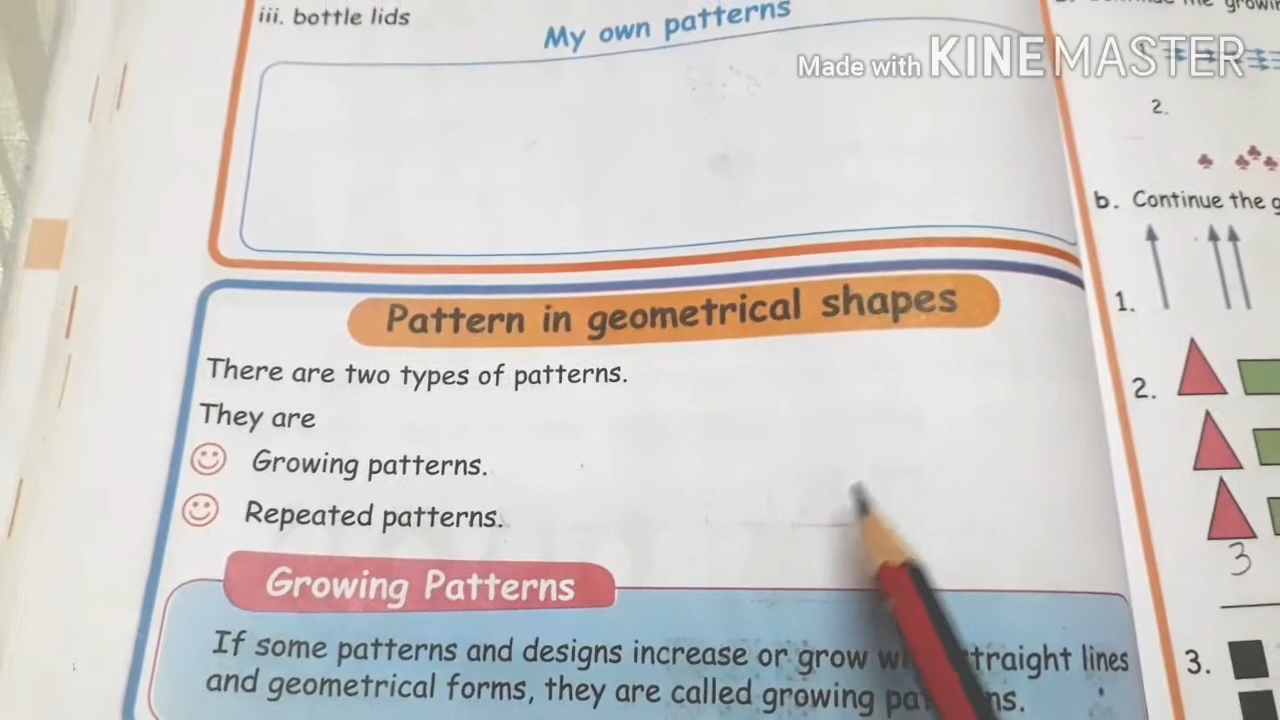 iii. bottle lids
My own patterns
Made with KINEMASTER
Pattern in geometrical shapes
There are two types of patterns.
They are
Growing patterns.
Repeated patterns.
Growing Patterns
If some patterns and designs increase or grow straight lines
and geometrical forms, they are called growing
2.
b. Continue the
1.
2.
3
3.